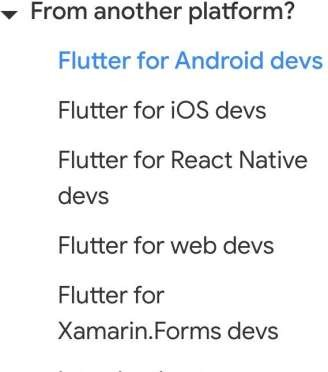 From another platform?
Flutter for Android devs
Flutter for iOS devs
Flutter for React Native
devs
Flutter for web devs
Flutter for
Xamarin.Forms devs